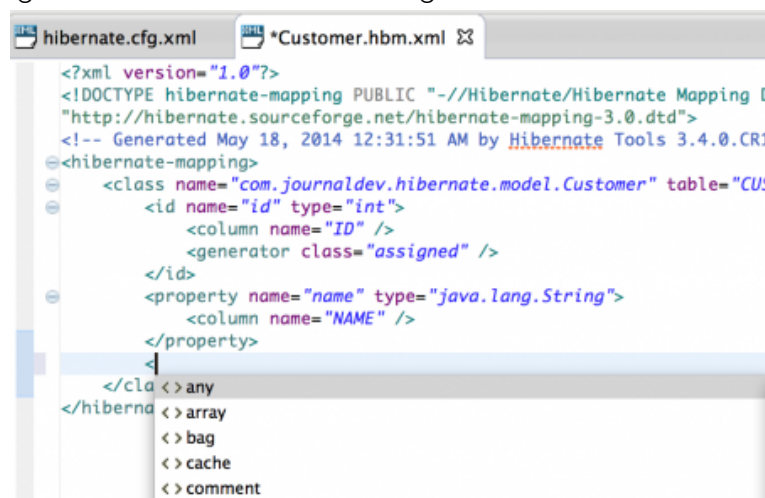 hibernate.cfg.xml *Customer.hbm.xml
<?xml version="1.0"?>
<!DOCTYPE hibernate-mapping PUBLIC "-//Hibernate/Hibernate Mapping D
"http://hibernate.sourceforge.net/hibernate-mapping-3.0.dtd">
<!-- Generated May 18, 2014 12:31:51 AM by Hibernate Tools 3.4.0.CR1
<hibernate-mapping>
<class name="com.journaldev.hibernate.model.Customer" table="CUS
<id name="id" type="int">
<column name="ID" />
<generator class="assigned" />
</id>
<property name="name" type="java.lang.String">
<column name="NAME" />
</property>
<
</cla <> any
</hiberna <> array
<> bag
<> cache
<> comment